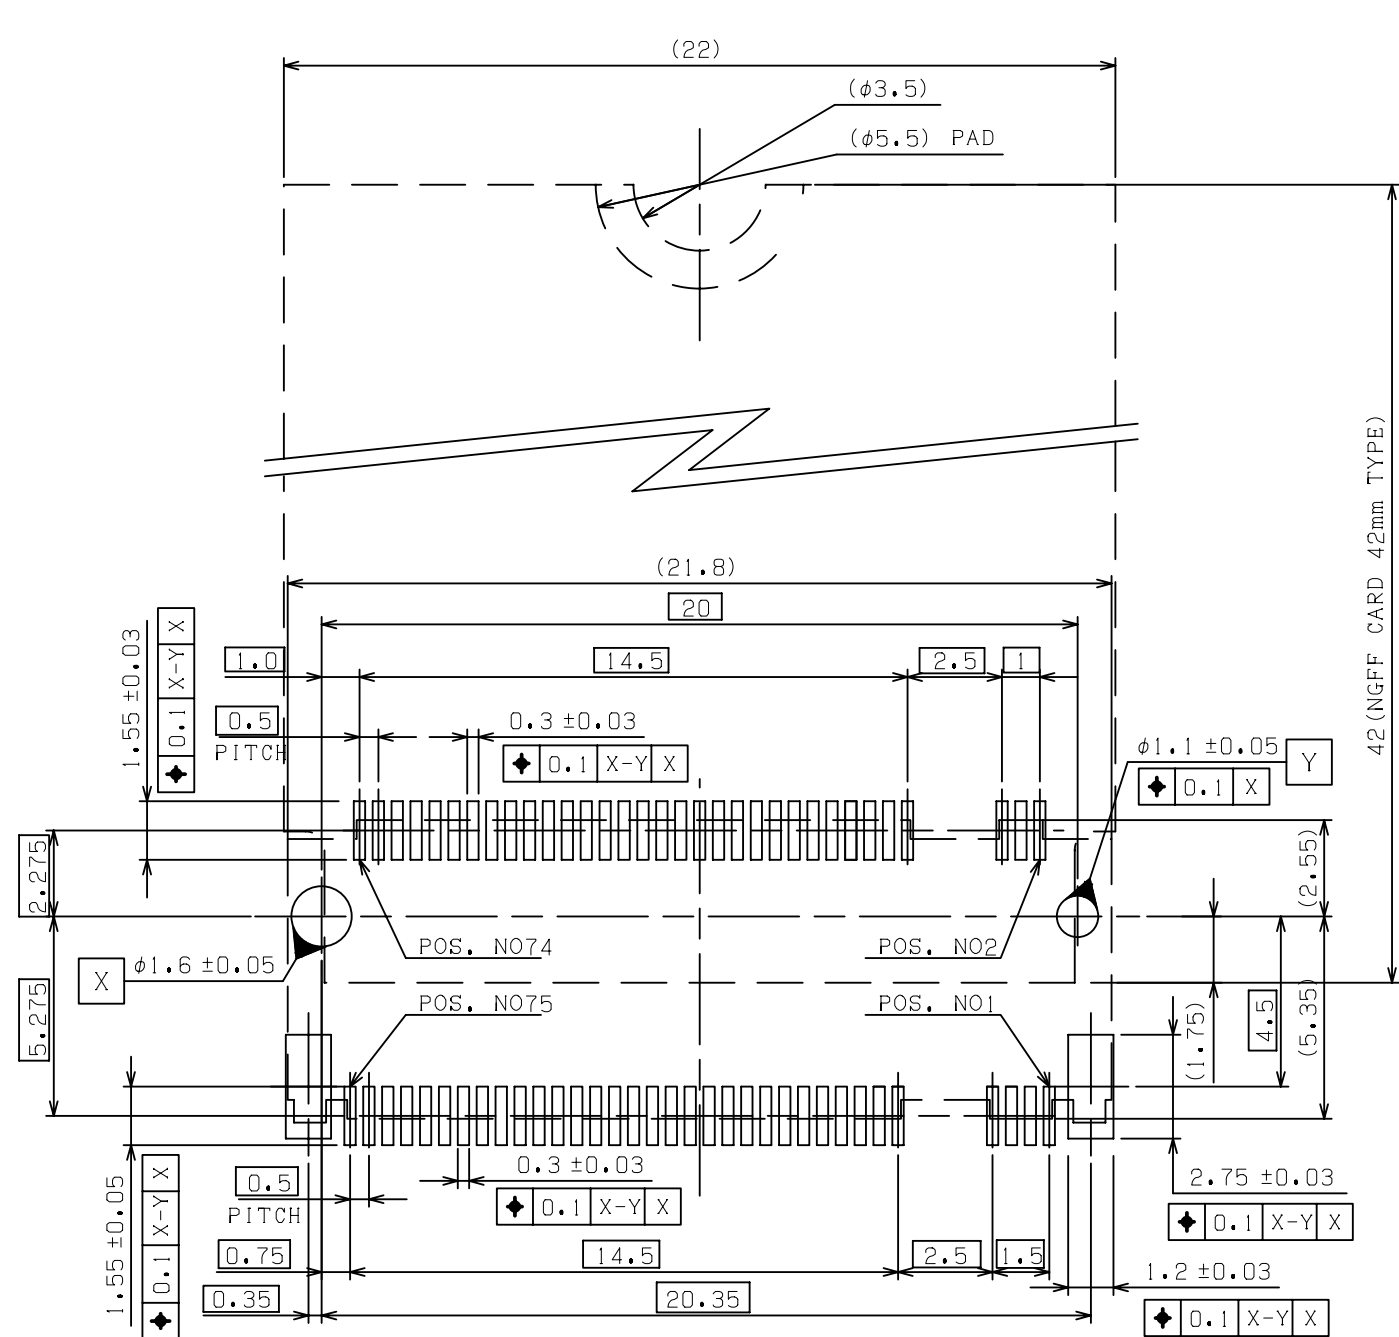 (22)
(φ3.5)
(φ5.5) PAD
42(NGFF CARD 42mm TYPE)
(21.8)
20
1.0
14.5
2.5
1
1.55 ±0.03
⌖ 0.1 X-Y X
0.5
PITCH
0.3 ±0.03
⌖ 0.1 X-Y X
φ1.1 ±0.05
Y
⌖ 0.1 X
2.275
(2.55)
POS. NO74
POS. NO2
X
φ1.6 ±0.05
POS. NO75
POS. NO1
5.275
(1.75)
4.5
(5.35)
1.55 ±0.05
⌖ 0.1 X-Y X
0.5
PITCH
0.3 ±0.03
⌖ 0.1 X-Y X
2.75 ±0.03
⌖ 0.1 X-Y X
0.75
14.5
2.5
1.5
1.2 ±0.03
⌖ 0.1 X-Y X
0.35
20.35